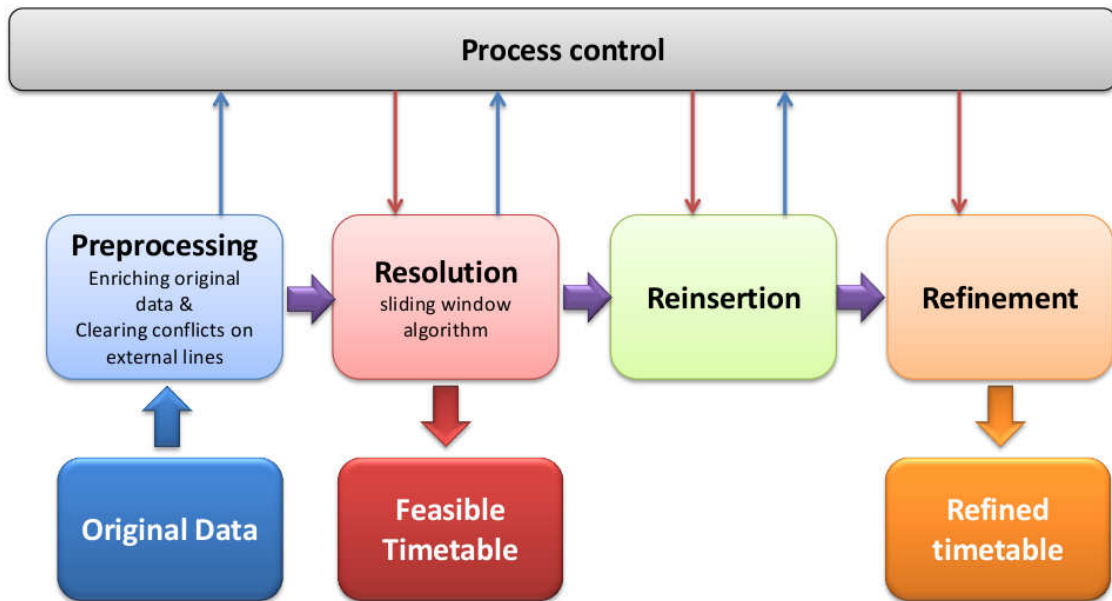 Process control
Preprocessing
Enriching original
data &
Clearing conflicts on
external lines
Resolution
sliding window
algorithm
Reinsertion
Refinement
Original Data
Feasible
Timetable
Refined
timetable